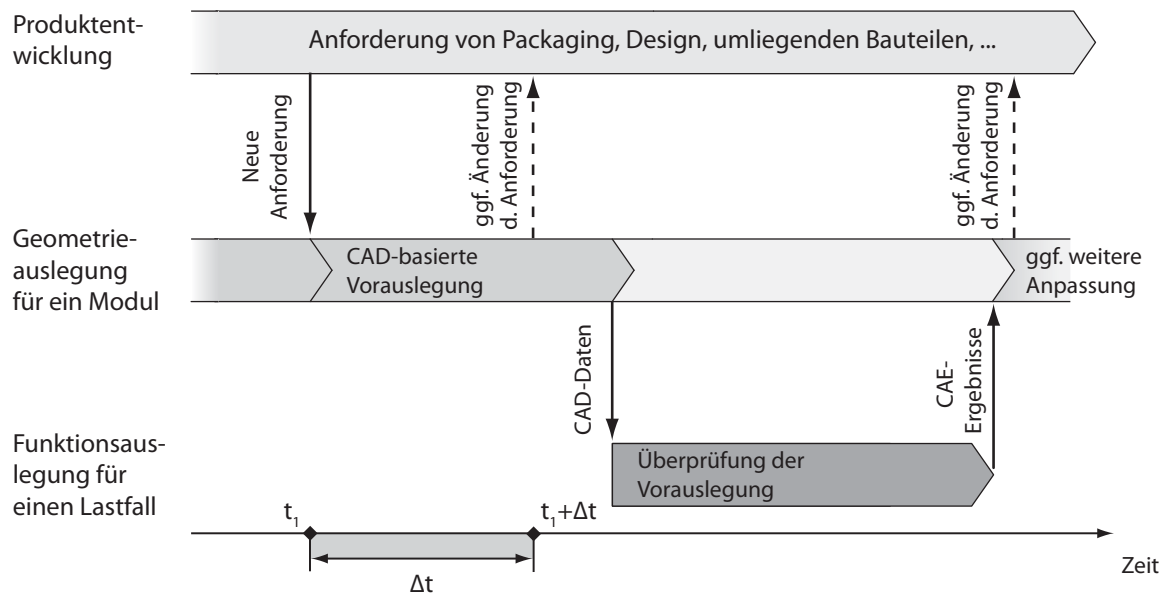 Produktent-
wicklung
Anforderung von Packaging, Design, umliegenden Bauteilen, ...
Neue
Anforderung
ggf. Änderung
d. Anforderung
ggf. Änderung
d. Anforderung
Geometrie-
auslegung
für ein Modul
CAD-basierte
Vorauslegung
ggf. weitere
Anpassung
CAD-Daten
CAE-
Ergebnisse
Funktionsaus-
legung für
einen Lastfall
Überprüfung der
Vorauslegung
t₁
t₁+Δt
Δt
Zeit